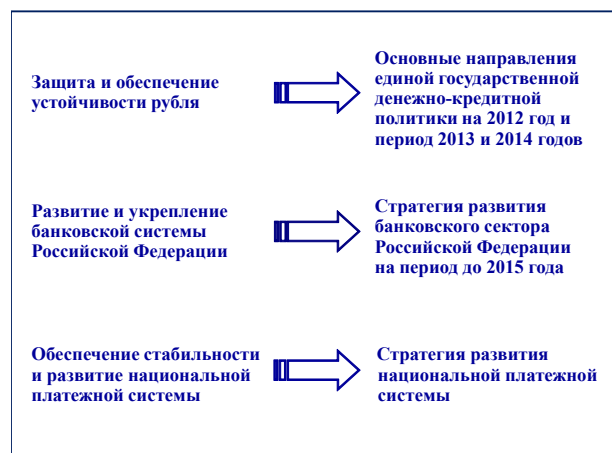 Защита и обеспечение
устойчивости рубля
Основные направления
единой государственной
денежно-кредитной
политики на 2012 год и
период 2013 и 2014 годов
Развитие и укрепление
банковской системы
Российской Федерации
Стратегия развития
банковского сектора
Российской Федерации
на период до 2015 года
Обеспечение стабильности
и развитие национальной
платежной системы
Стратегия развития
национальной платежной
системы